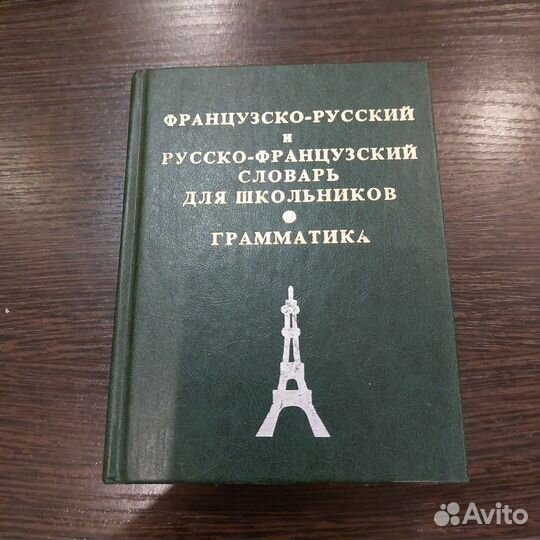 ФРАНЦУЗСКО-РУССКИЙ
и
РУССКО-ФРАНЦУЗСКИЙ
СЛОВАРЬ
ДЛЯ ШКОЛЬНИКОВ
ГРАММАТИКА
Avito